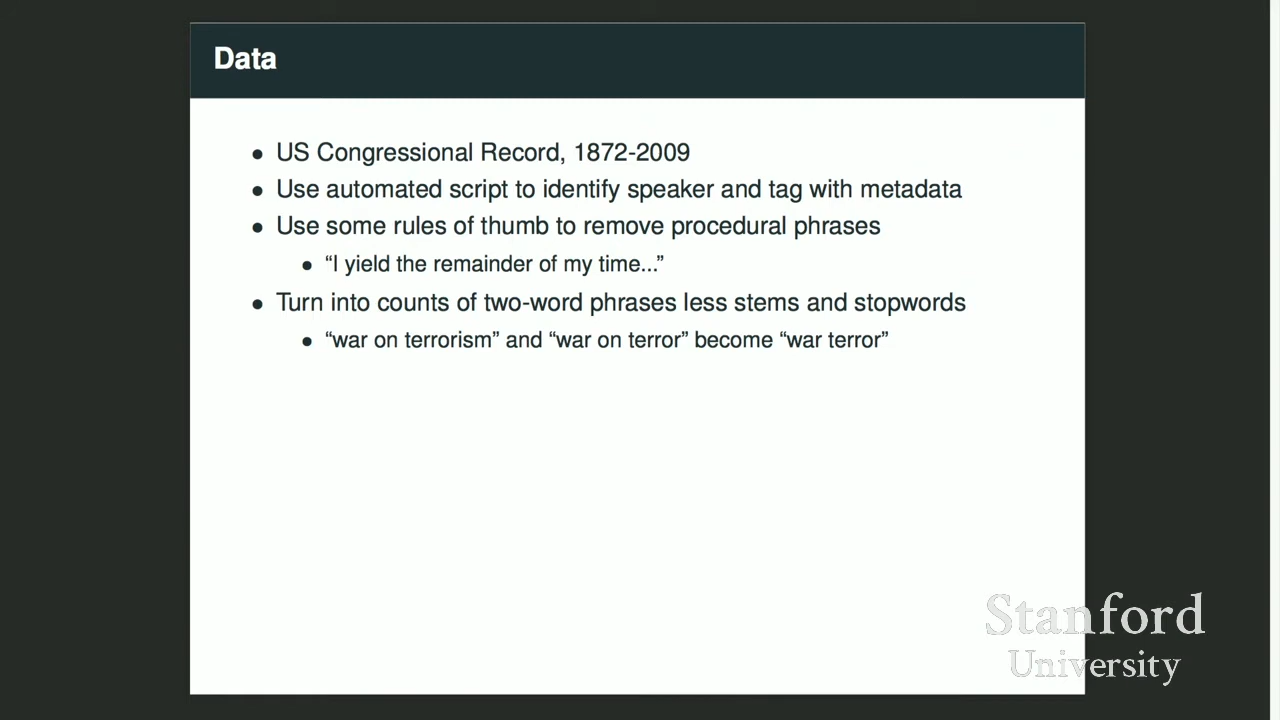 Data
• US Congressional Record, 1872-2009
• Use automated script to identify speaker and tag with metadata
• Use some rules of thumb to remove procedural phrases
• “I yield the remainder of my time...”
• Turn into counts of two-word phrases less stems and stopwords
• “war on terrorism” and “war on terror” become “war terror”
Stanford
University